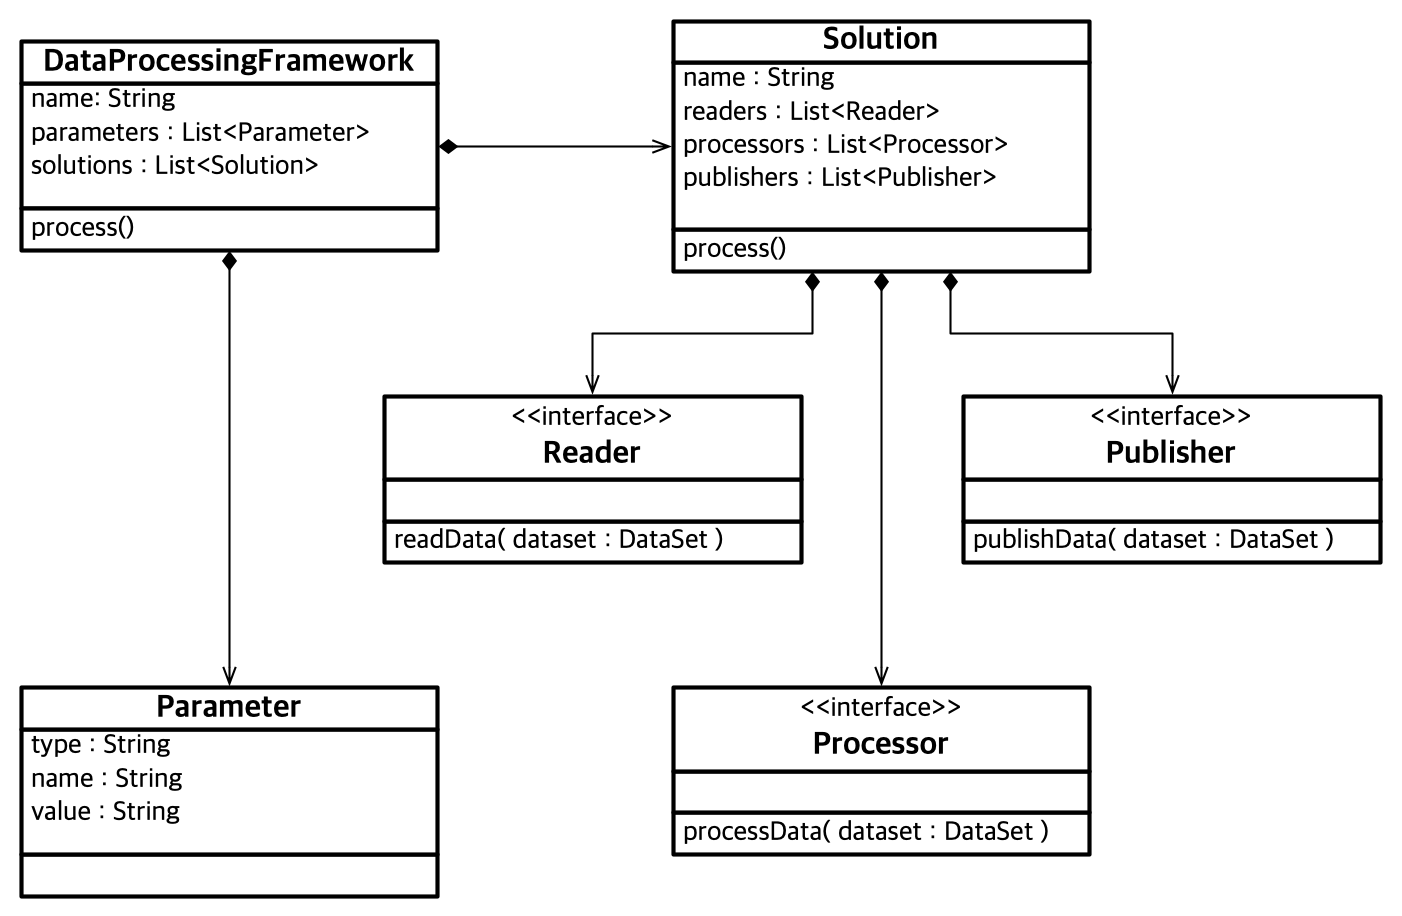 DataProcessingFramework
name: String
parameters : List<Parameter>
solutions : List<Solution>
process()
Solution
name : String
readers : List<Reader>
processors : List<Processor>
publishers : List<Publisher>
process()
<<interface>>
Reader
readData( dataset : DataSet )
<<interface>>
Publisher
publishData( dataset : DataSet )
Parameter
type : String
name : String
value : String
<<interface>>
Processor
processData( dataset : DataSet )